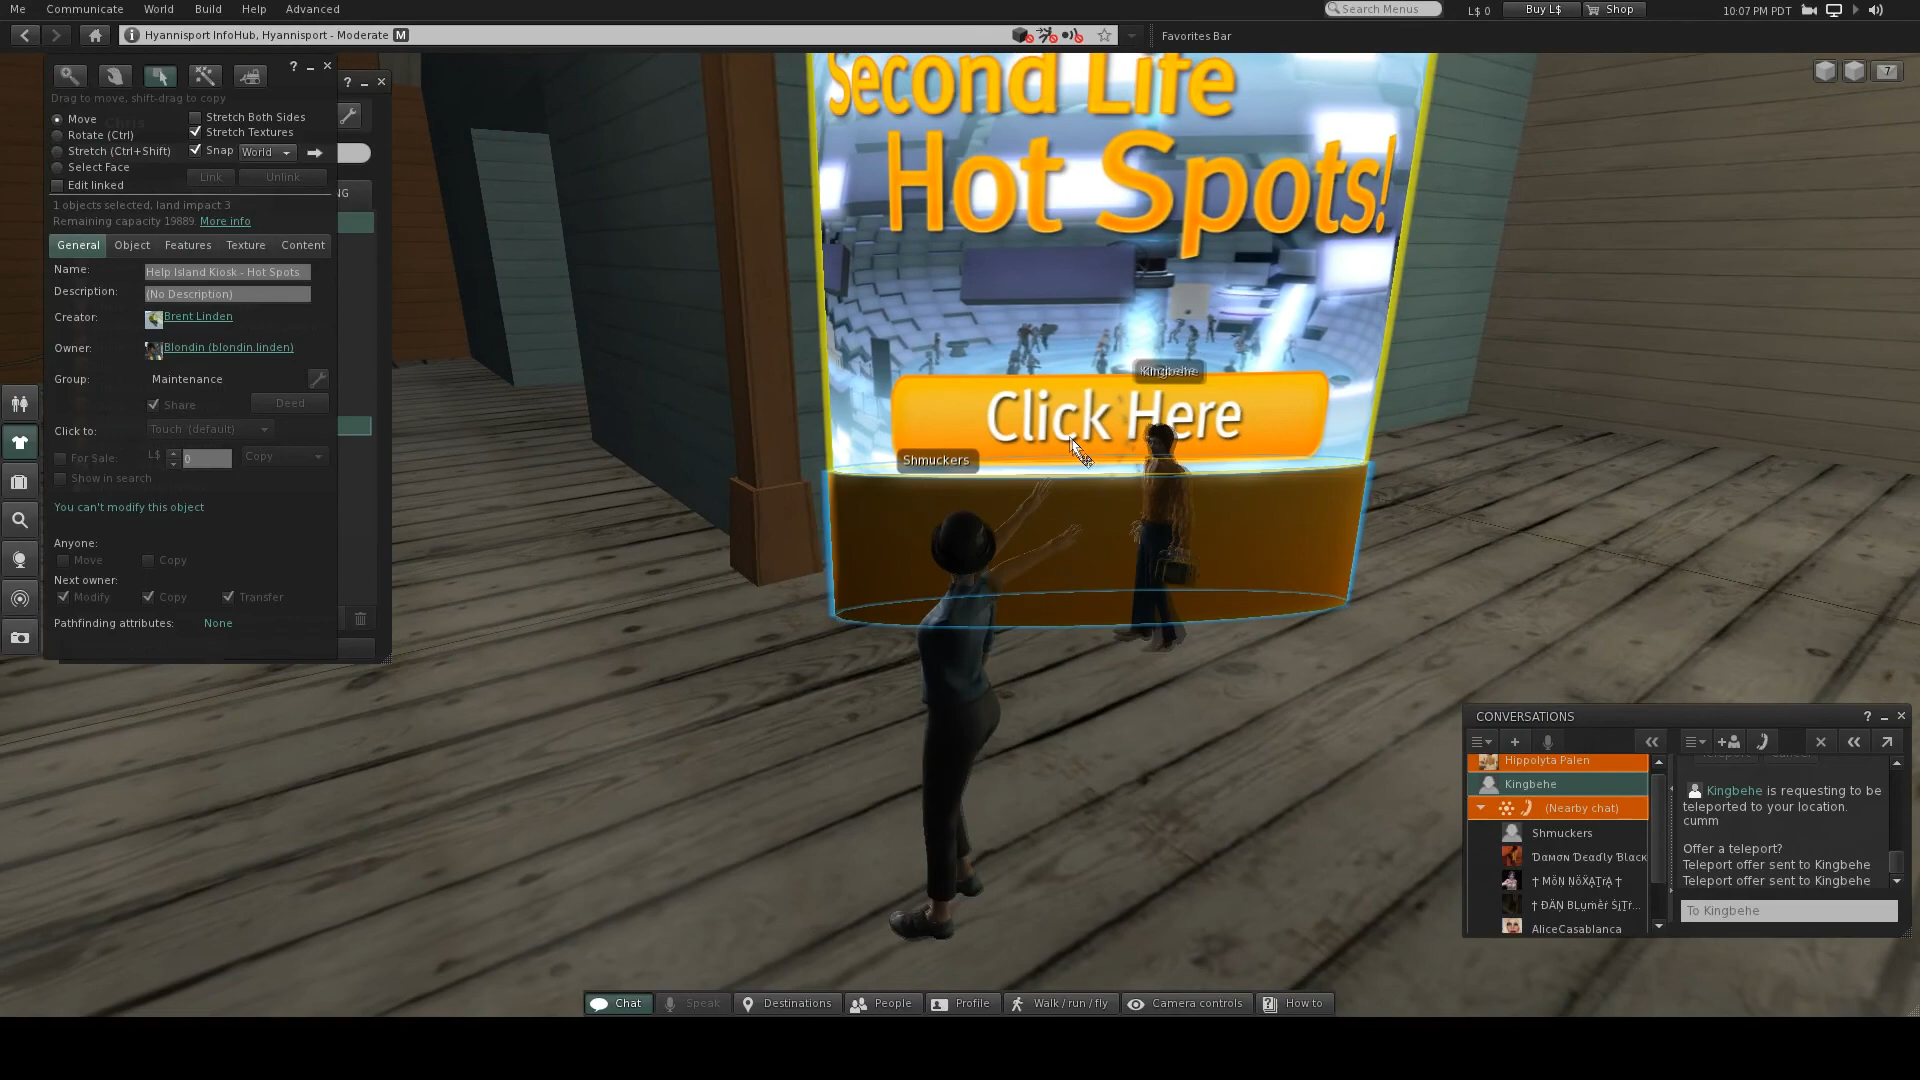 Me Communicate World Build Help Advanced
Search Menus L$ 0 Buy L$ Shop 10:07 PM PDT
Hyannisport InfoHub, Hyannisport - Moderate M Favorites Bar
7
Drag to move, shift-drag to copy
Chris
Move
Rotate (Ctrl)
Stretch (Ctrl+Shift)
Select Face
Edit linked
Stretch Both Sides
Stretch Textures
Snap World
Link Unlink
NG
1 objects selected, land impact 3
Remaining capacity 19889. More info
General Object Features Texture Content
Name: Help Island Kiosk - Hot Spots
Description: (No Description)
Creator: Brent Linden
Owner: Blondin (blondin.linden)
Group: Maintenance
Share Deed
Click to: Touch (default)
For Sale: L$ 0 Copy
Show in search
You can't modify this object
Anyone:
Move Copy
Next owner:
Modify Copy Transfer
Pathfinding attributes: None
Second Life
Hot Spots!
Kingbehe
Click Here
Shmuckers
CONVERSATIONS
Hippolyta Palen
Kingbehe
(Nearby chat)
Shmuckers
AliceCasablanca
Kingbehe is requesting to be
teleported to your location.
cumm
Offer a teleport?
Teleport offer sent to Kingbehe
Teleport offer sent to Kingbehe
To Kingbehe
Chat Speak Destinations People Profile Walk / run / fly Camera controls How to